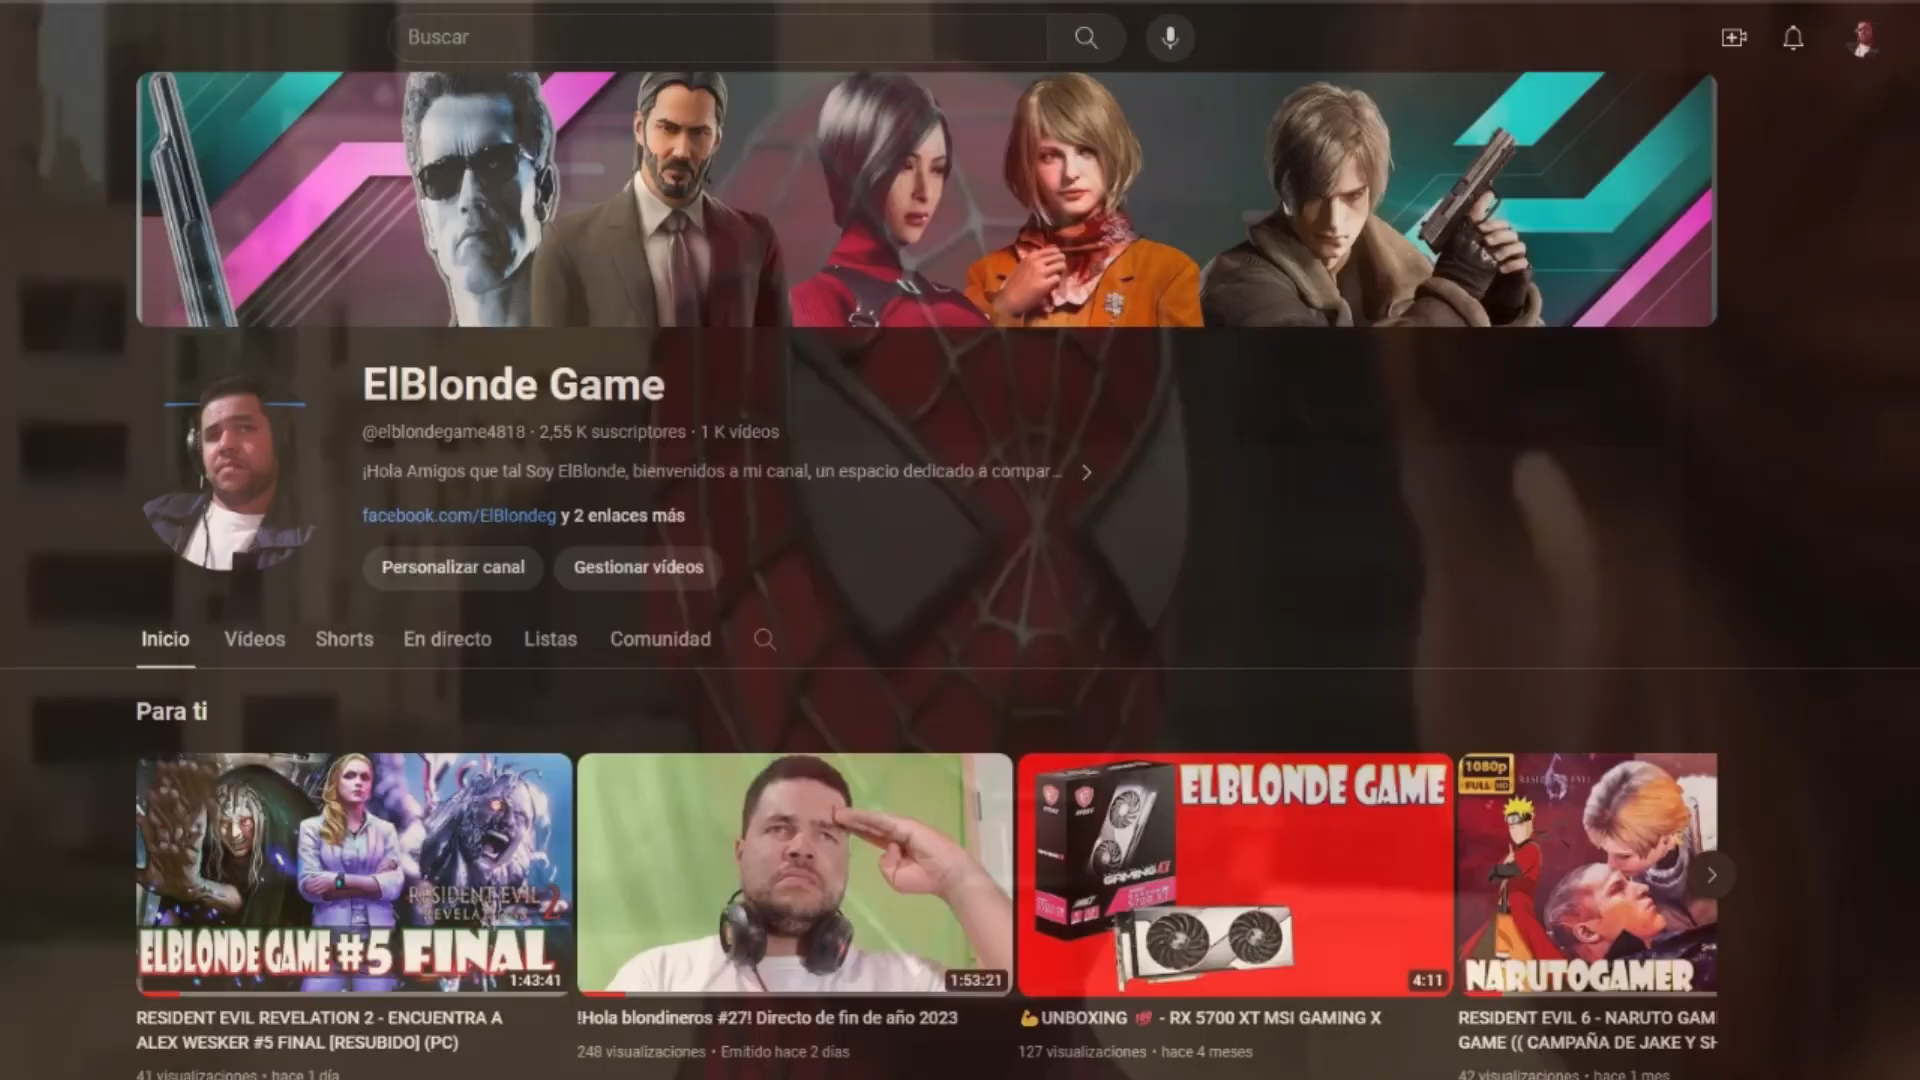 Buscar
ElBlonde Game
@elblondegame4818 · 2,55 K suscriptores · 1 K vídeos
¡Hola Amigos que tal Soy ElBlonde, bienvenidos a mi canal, un espacio dedicado a compar...
facebook.com/ElBlondeg y 2 enlaces más
Personalizar canal
Gestionar vídeos
Inicio
Vídeos
Shorts
En directo
Listas
Comunidad
Para ti
RESIDENT EVIL
REVELATIONS 2
ELBLONDE GAME #5 FINAL
1:43:41
1:53:21
ELBLONDE GAME
GAMING X
4:11
1080p
FULL HD
RESIDENT EVIL
6
NARUTOGAMER
RESIDENT EVIL REVELATION 2 - ENCUENTRA A
ALEX WESKER #5 FINAL [RESUBIDO] (PC)
41 visualizaciones • hace 1 día
!Hola blondineros #27! Directo de fin de año 2023
248 visualizaciones • Emitido hace 2 días
💪UNBOXING 💯 - RX 5700 XT MSI GAMING X
127 visualizaciones • hace 4 meses
RESIDENT EVIL 6 - NARUTO GAM
GAME (( CAMPAÑA DE JAKE Y SH
42 visualizaciones • hace 1 mes